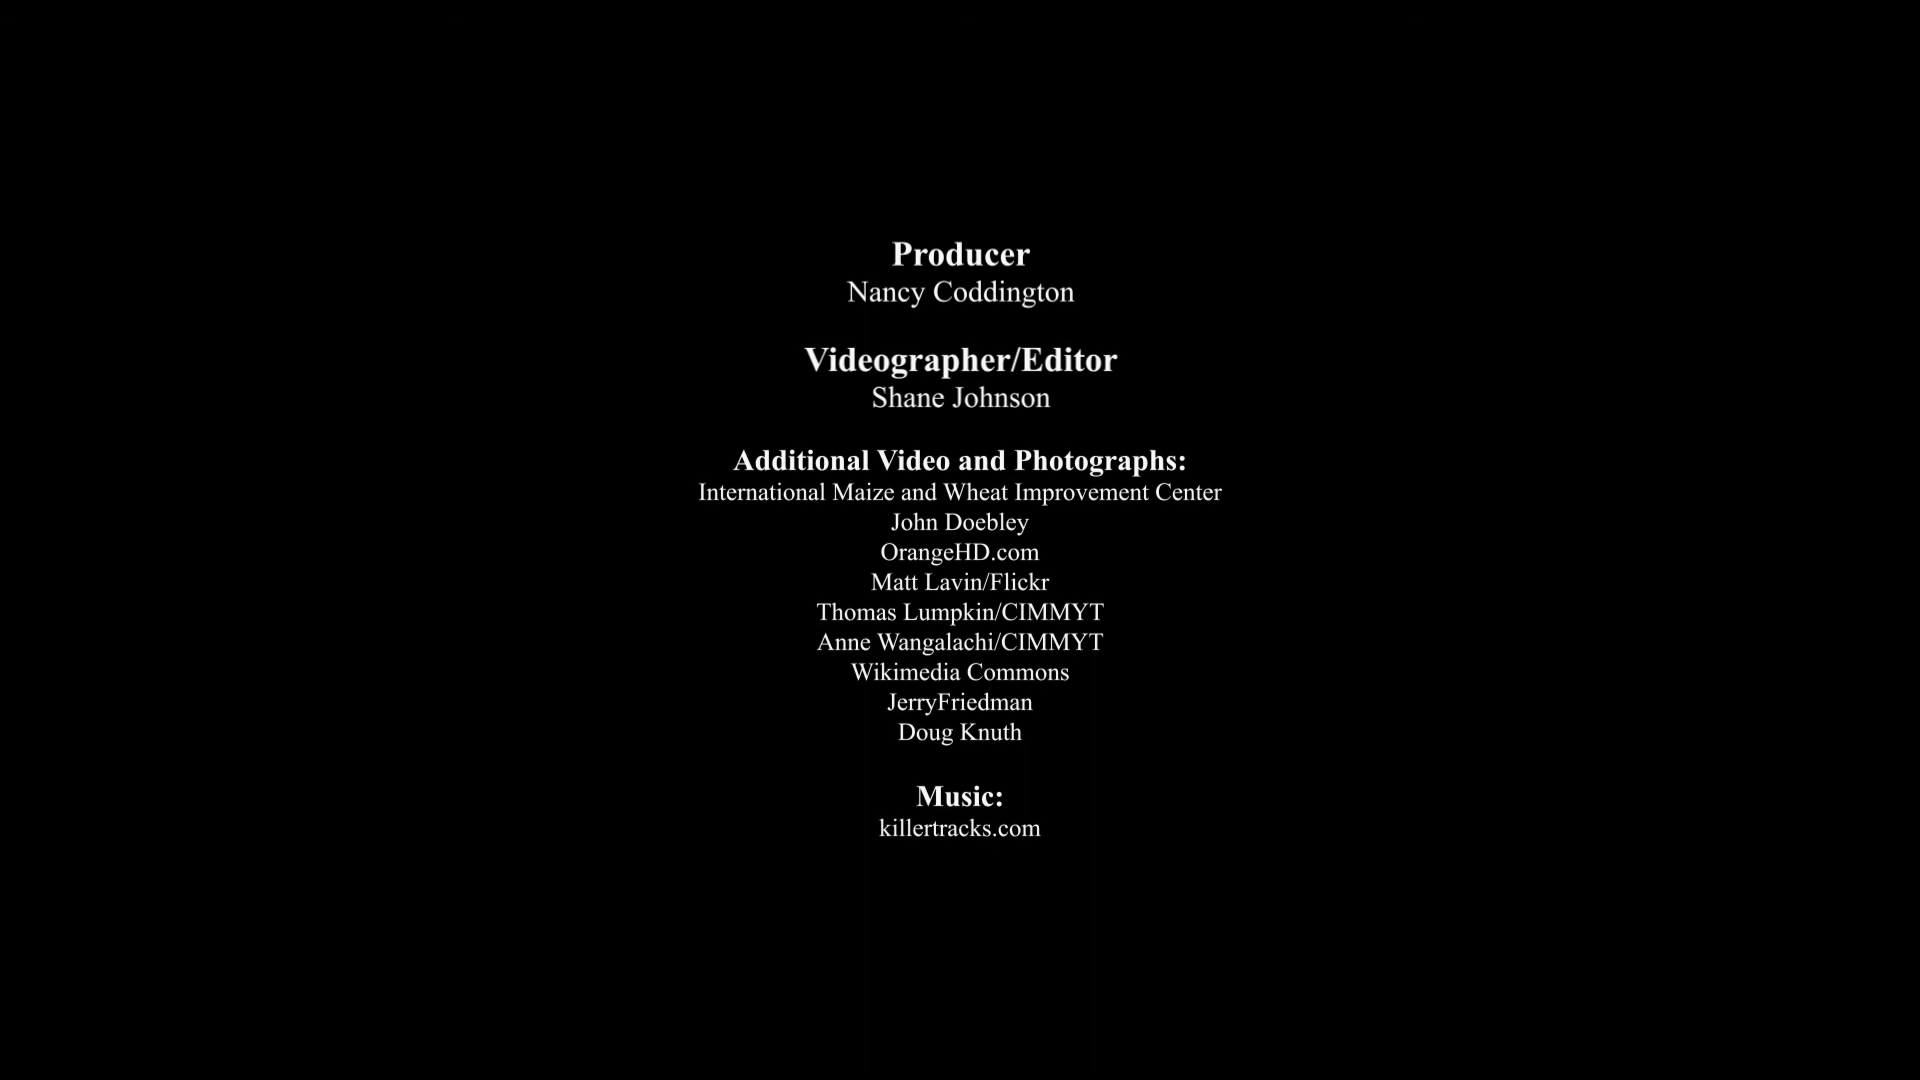 Producer
Nancy Coddington
Videographer/Editor
Shane Johnson
Additional Video and Photographs:
International Maize and Wheat Improvement Center
John Doebley
OrangeHD.com
Matt Lavin/Flickr
Thomas Lumpkin/CIMMYT
Anne Wangalachi/CIMMYT
Wikimedia Commons
JerryFriedman
Doug Knuth
Music:
killertracks.com